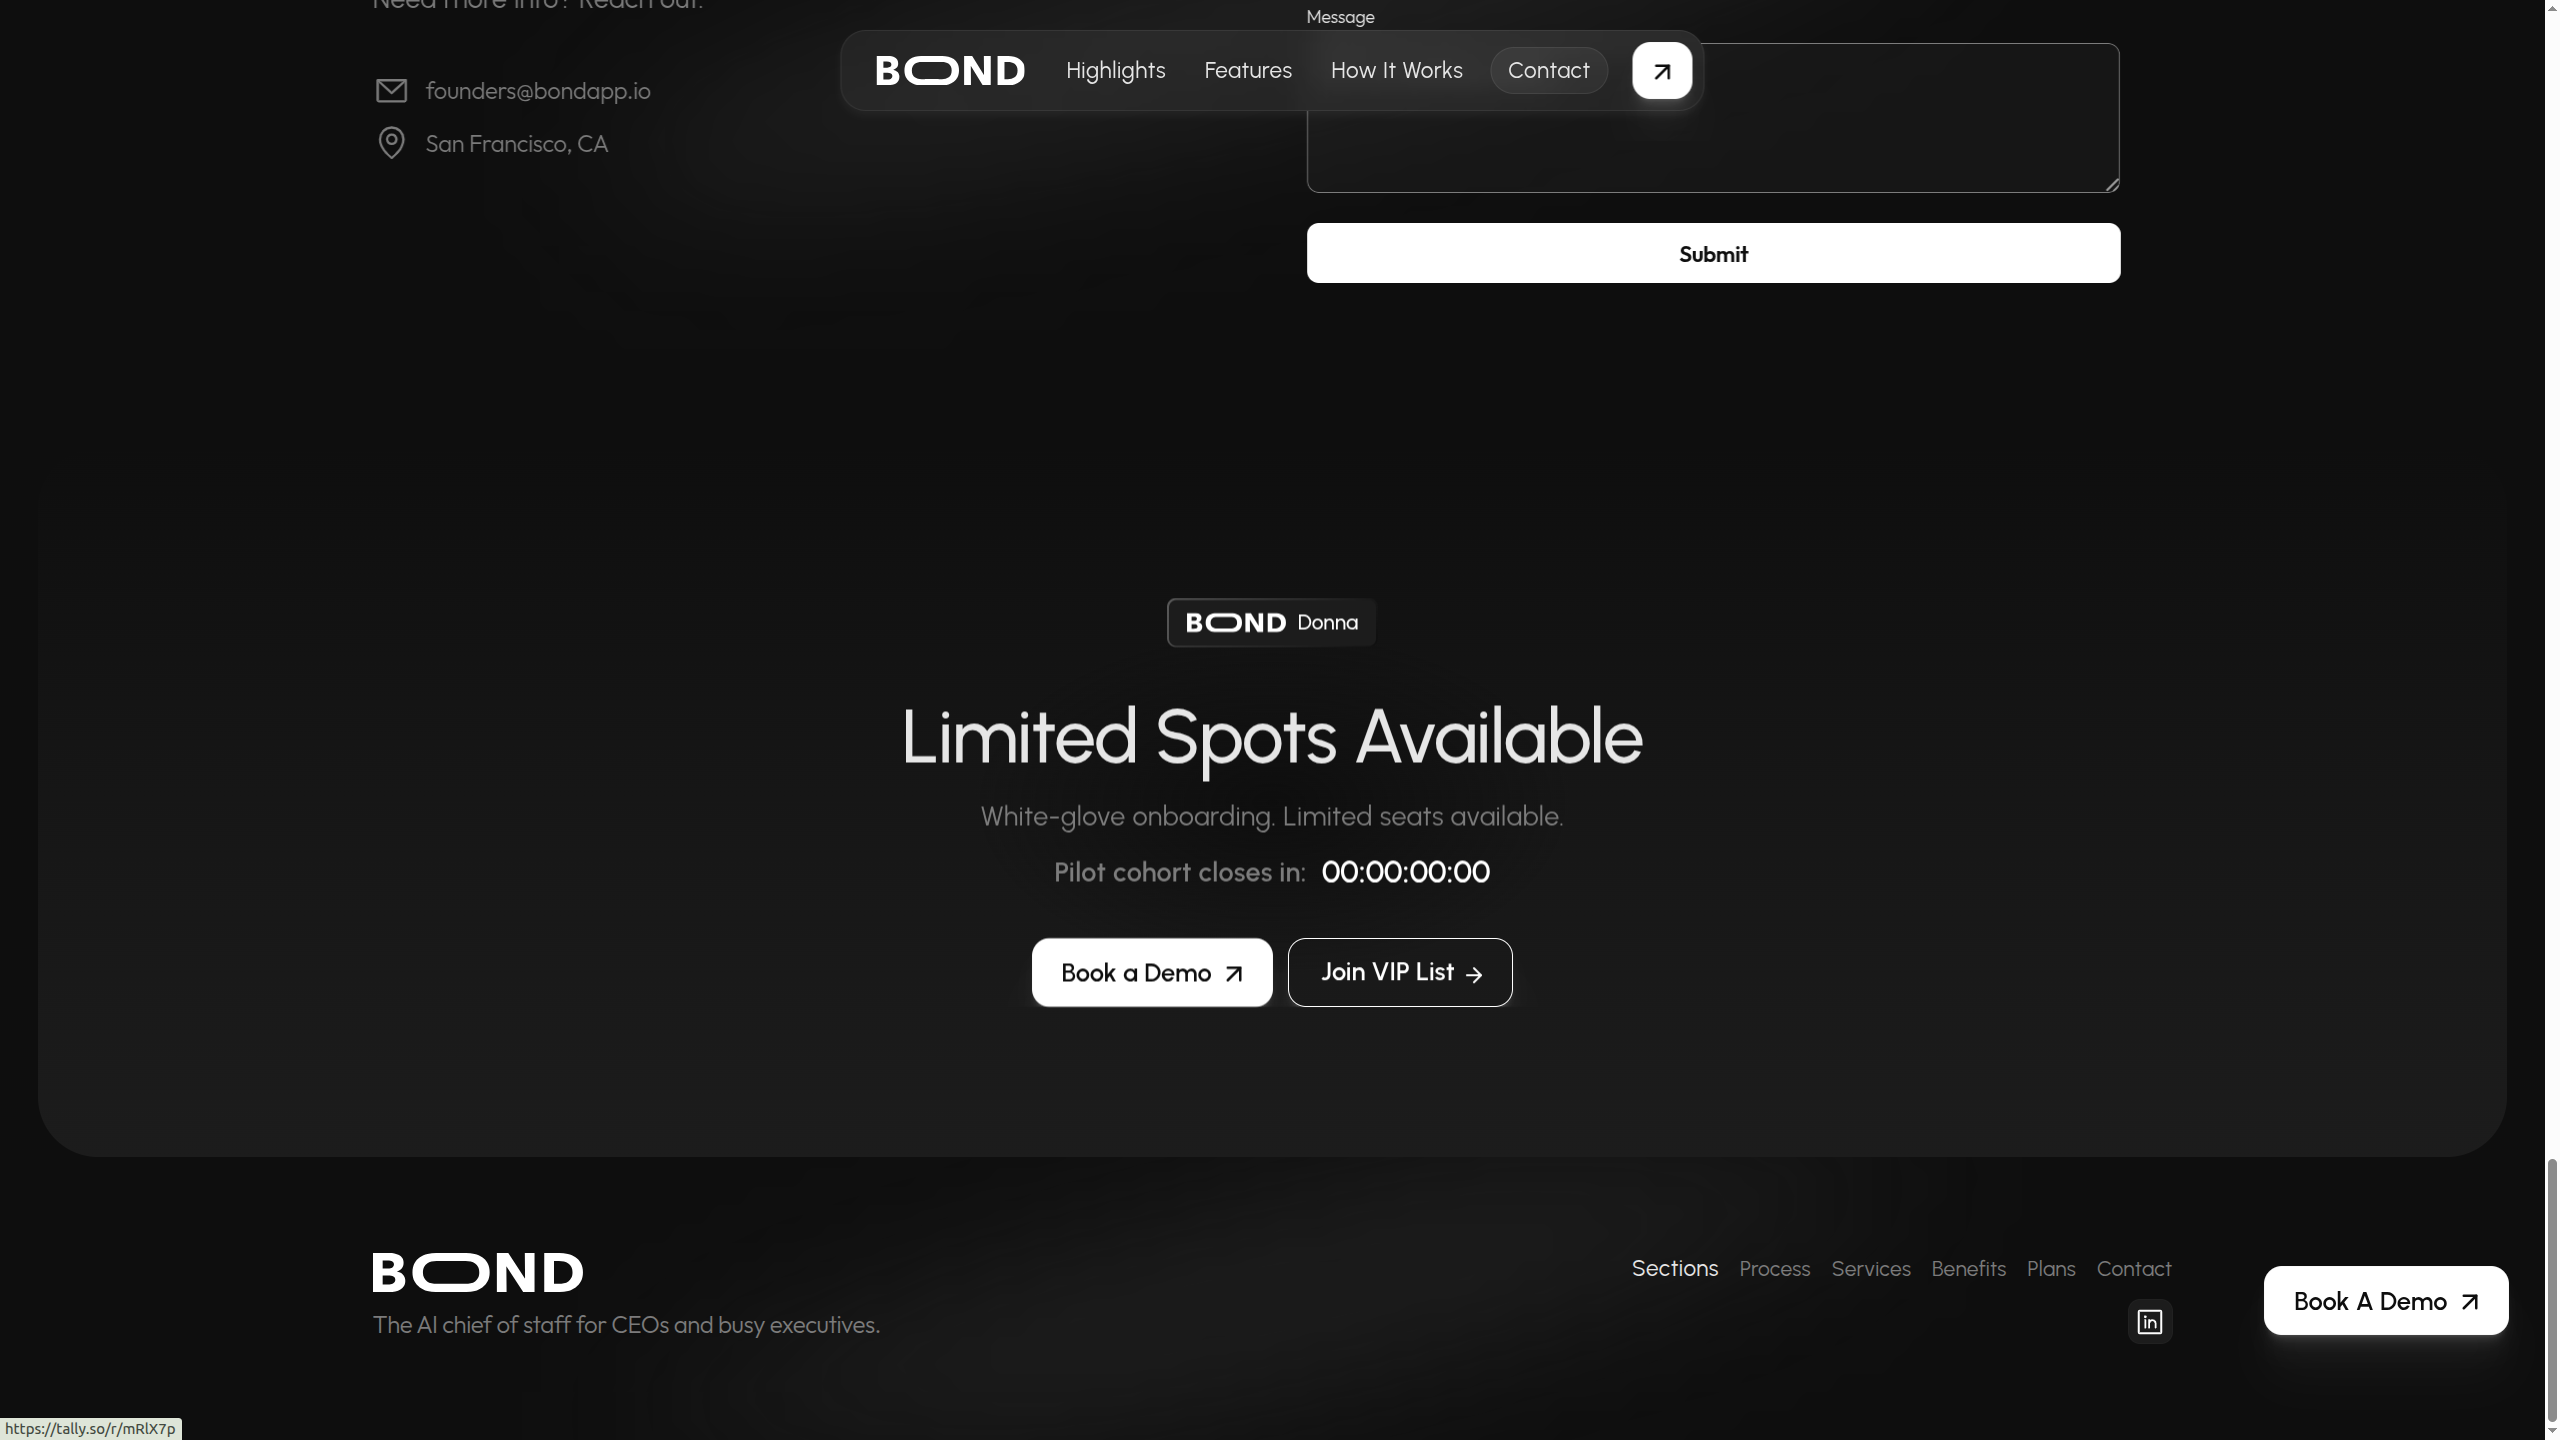 Need more info? Reach out.
Message
BOND Highlights Features How It Works Contact
founders@bondapp.io
San Francisco, CA
Submit
BOND Donna
Limited Spots Available
White-glove onboarding. Limited seats available.
Pilot cohort closes in: 00:00:00:00
Book a Demo Join VIP List
BOND
The AI chief of staff for CEOs and busy executives.
Sections Process Services Benefits Plans Contact
in
Book A Demo
https://tally.so/r/mRlX7p